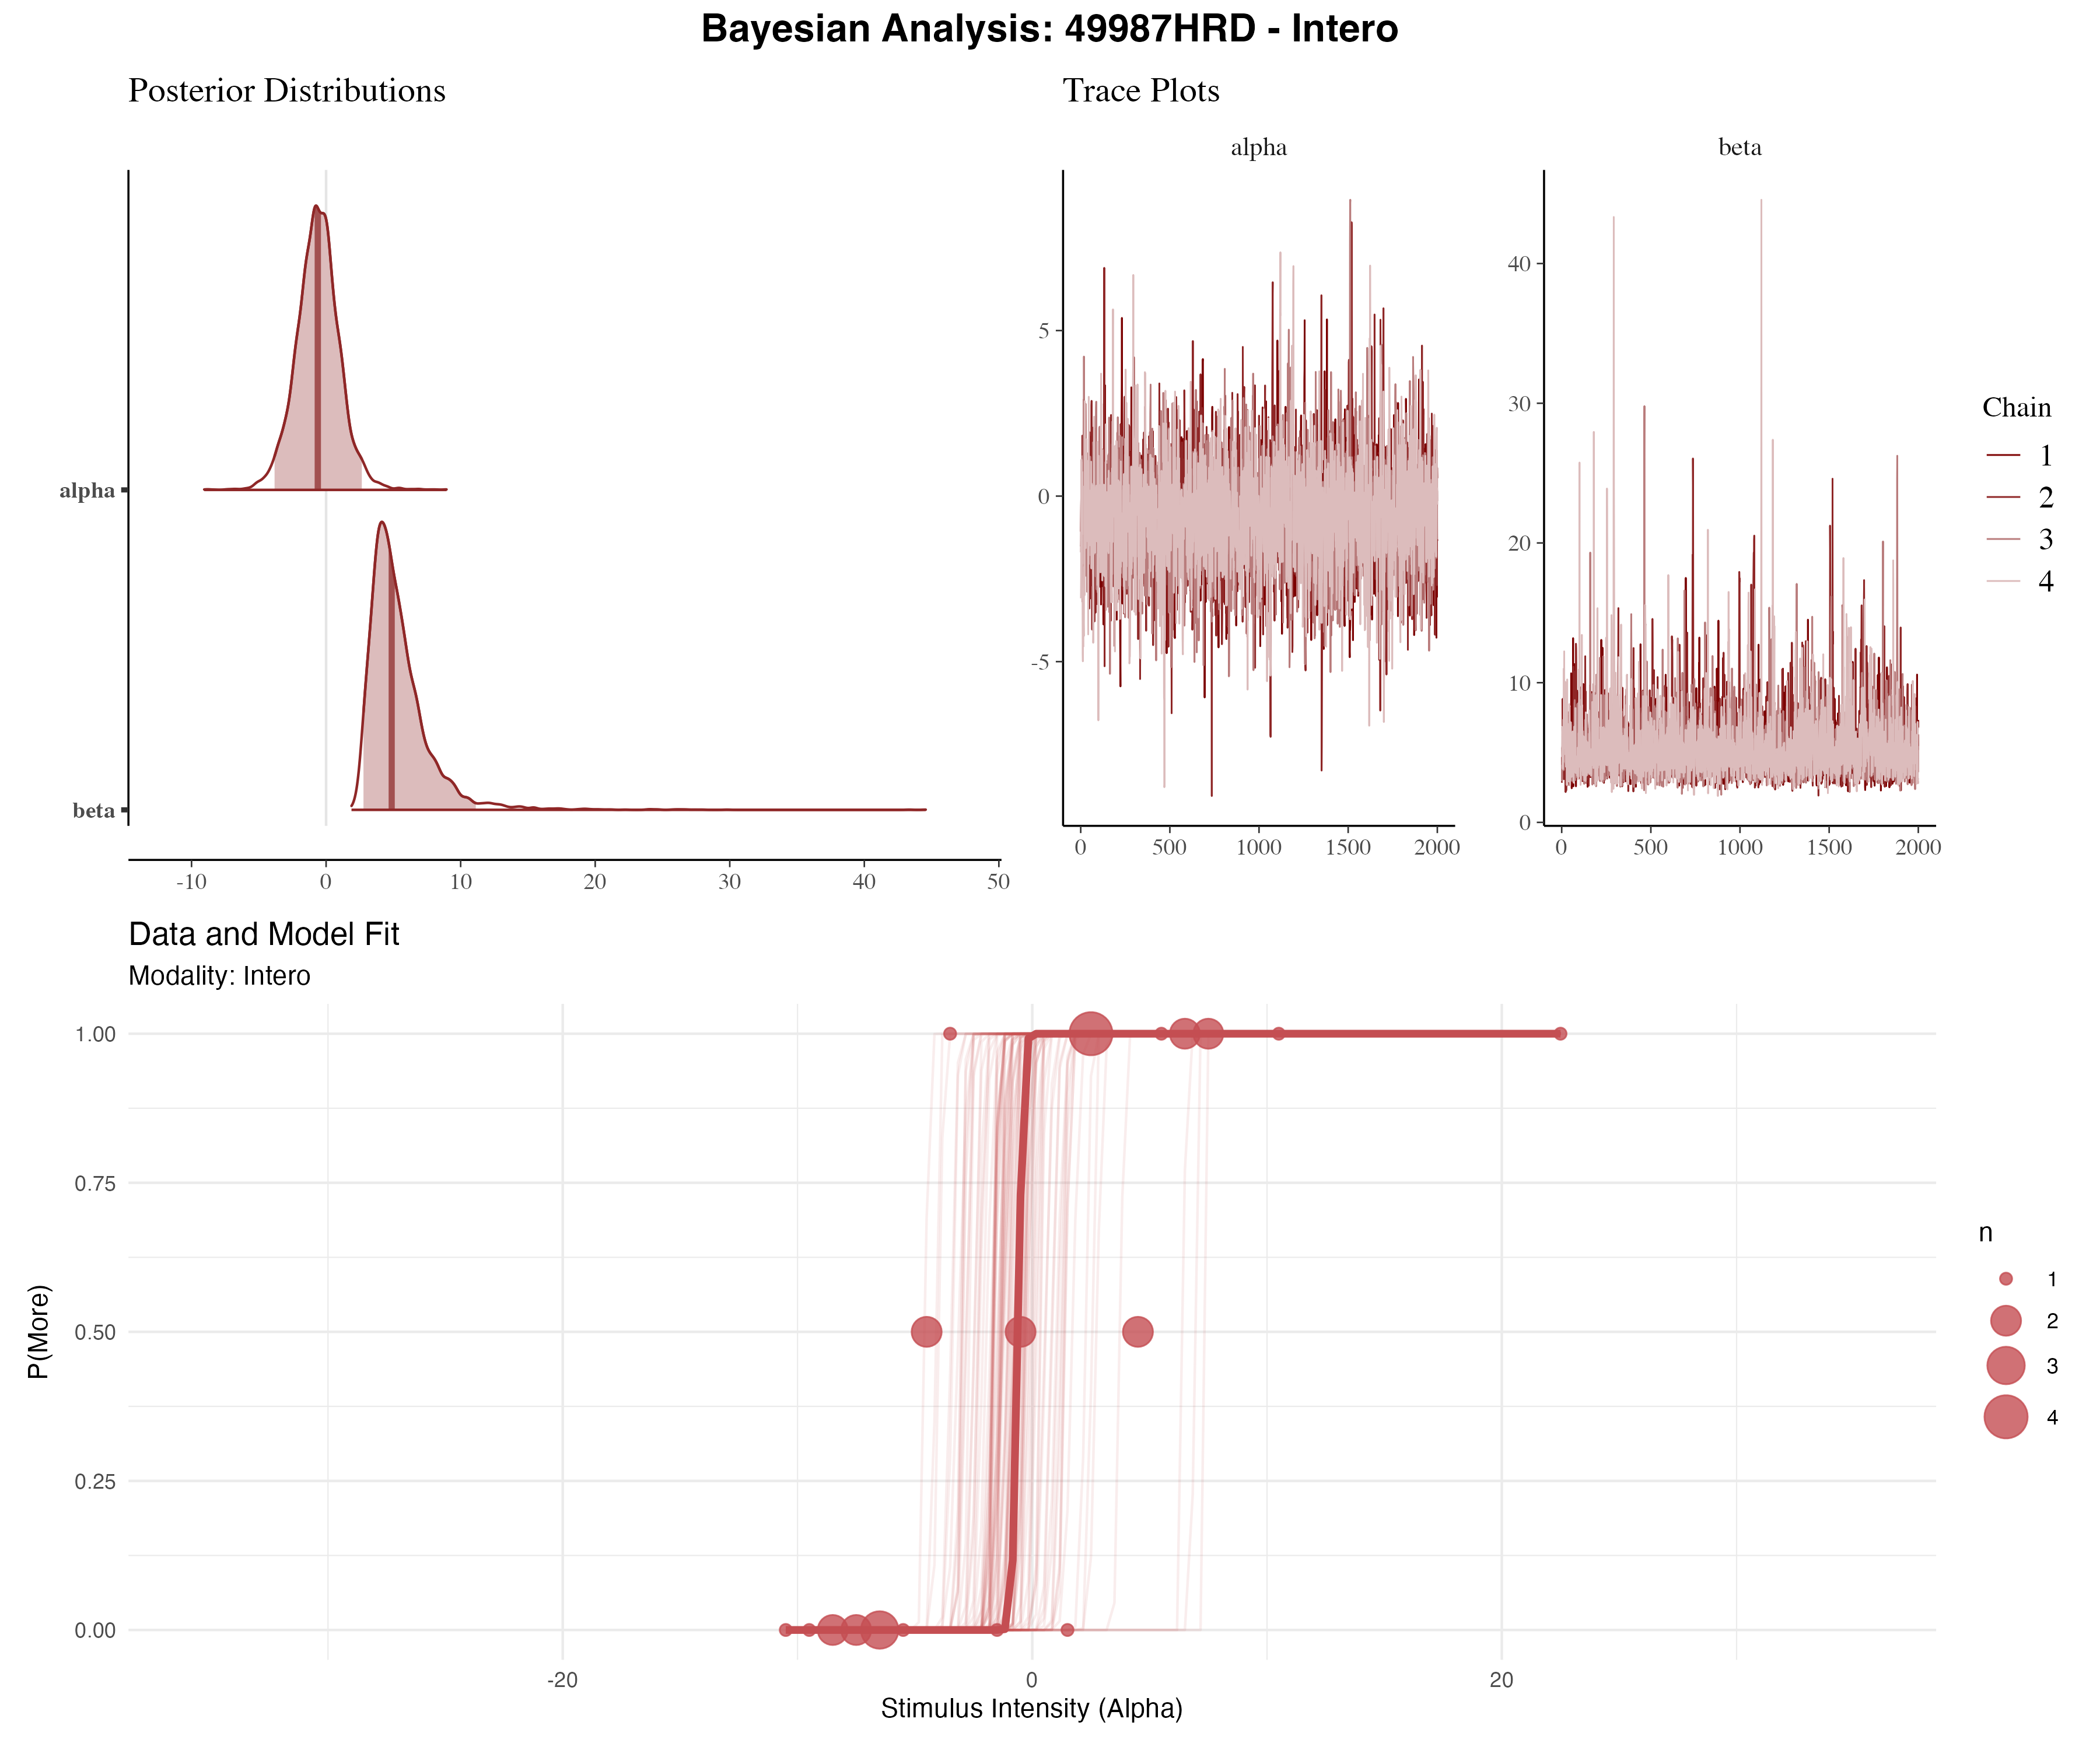 Bayesian Analysis: 49987HRD - Intero
Posterior Distributions
alpha
beta
-10 0 10 20 30 40 50
Trace Plots
alpha
5
0
-5
0 500 1000 1500 2000
beta
40
30
20
10
0
0 500 1000 1500 2000
Chain
1
2
3
4
Data and Model Fit
Modality: Intero
P(More)
1.00
0.75
0.50
0.25
0.00
-20 0 20
Stimulus Intensity (Alpha)
n
1
2
3
4